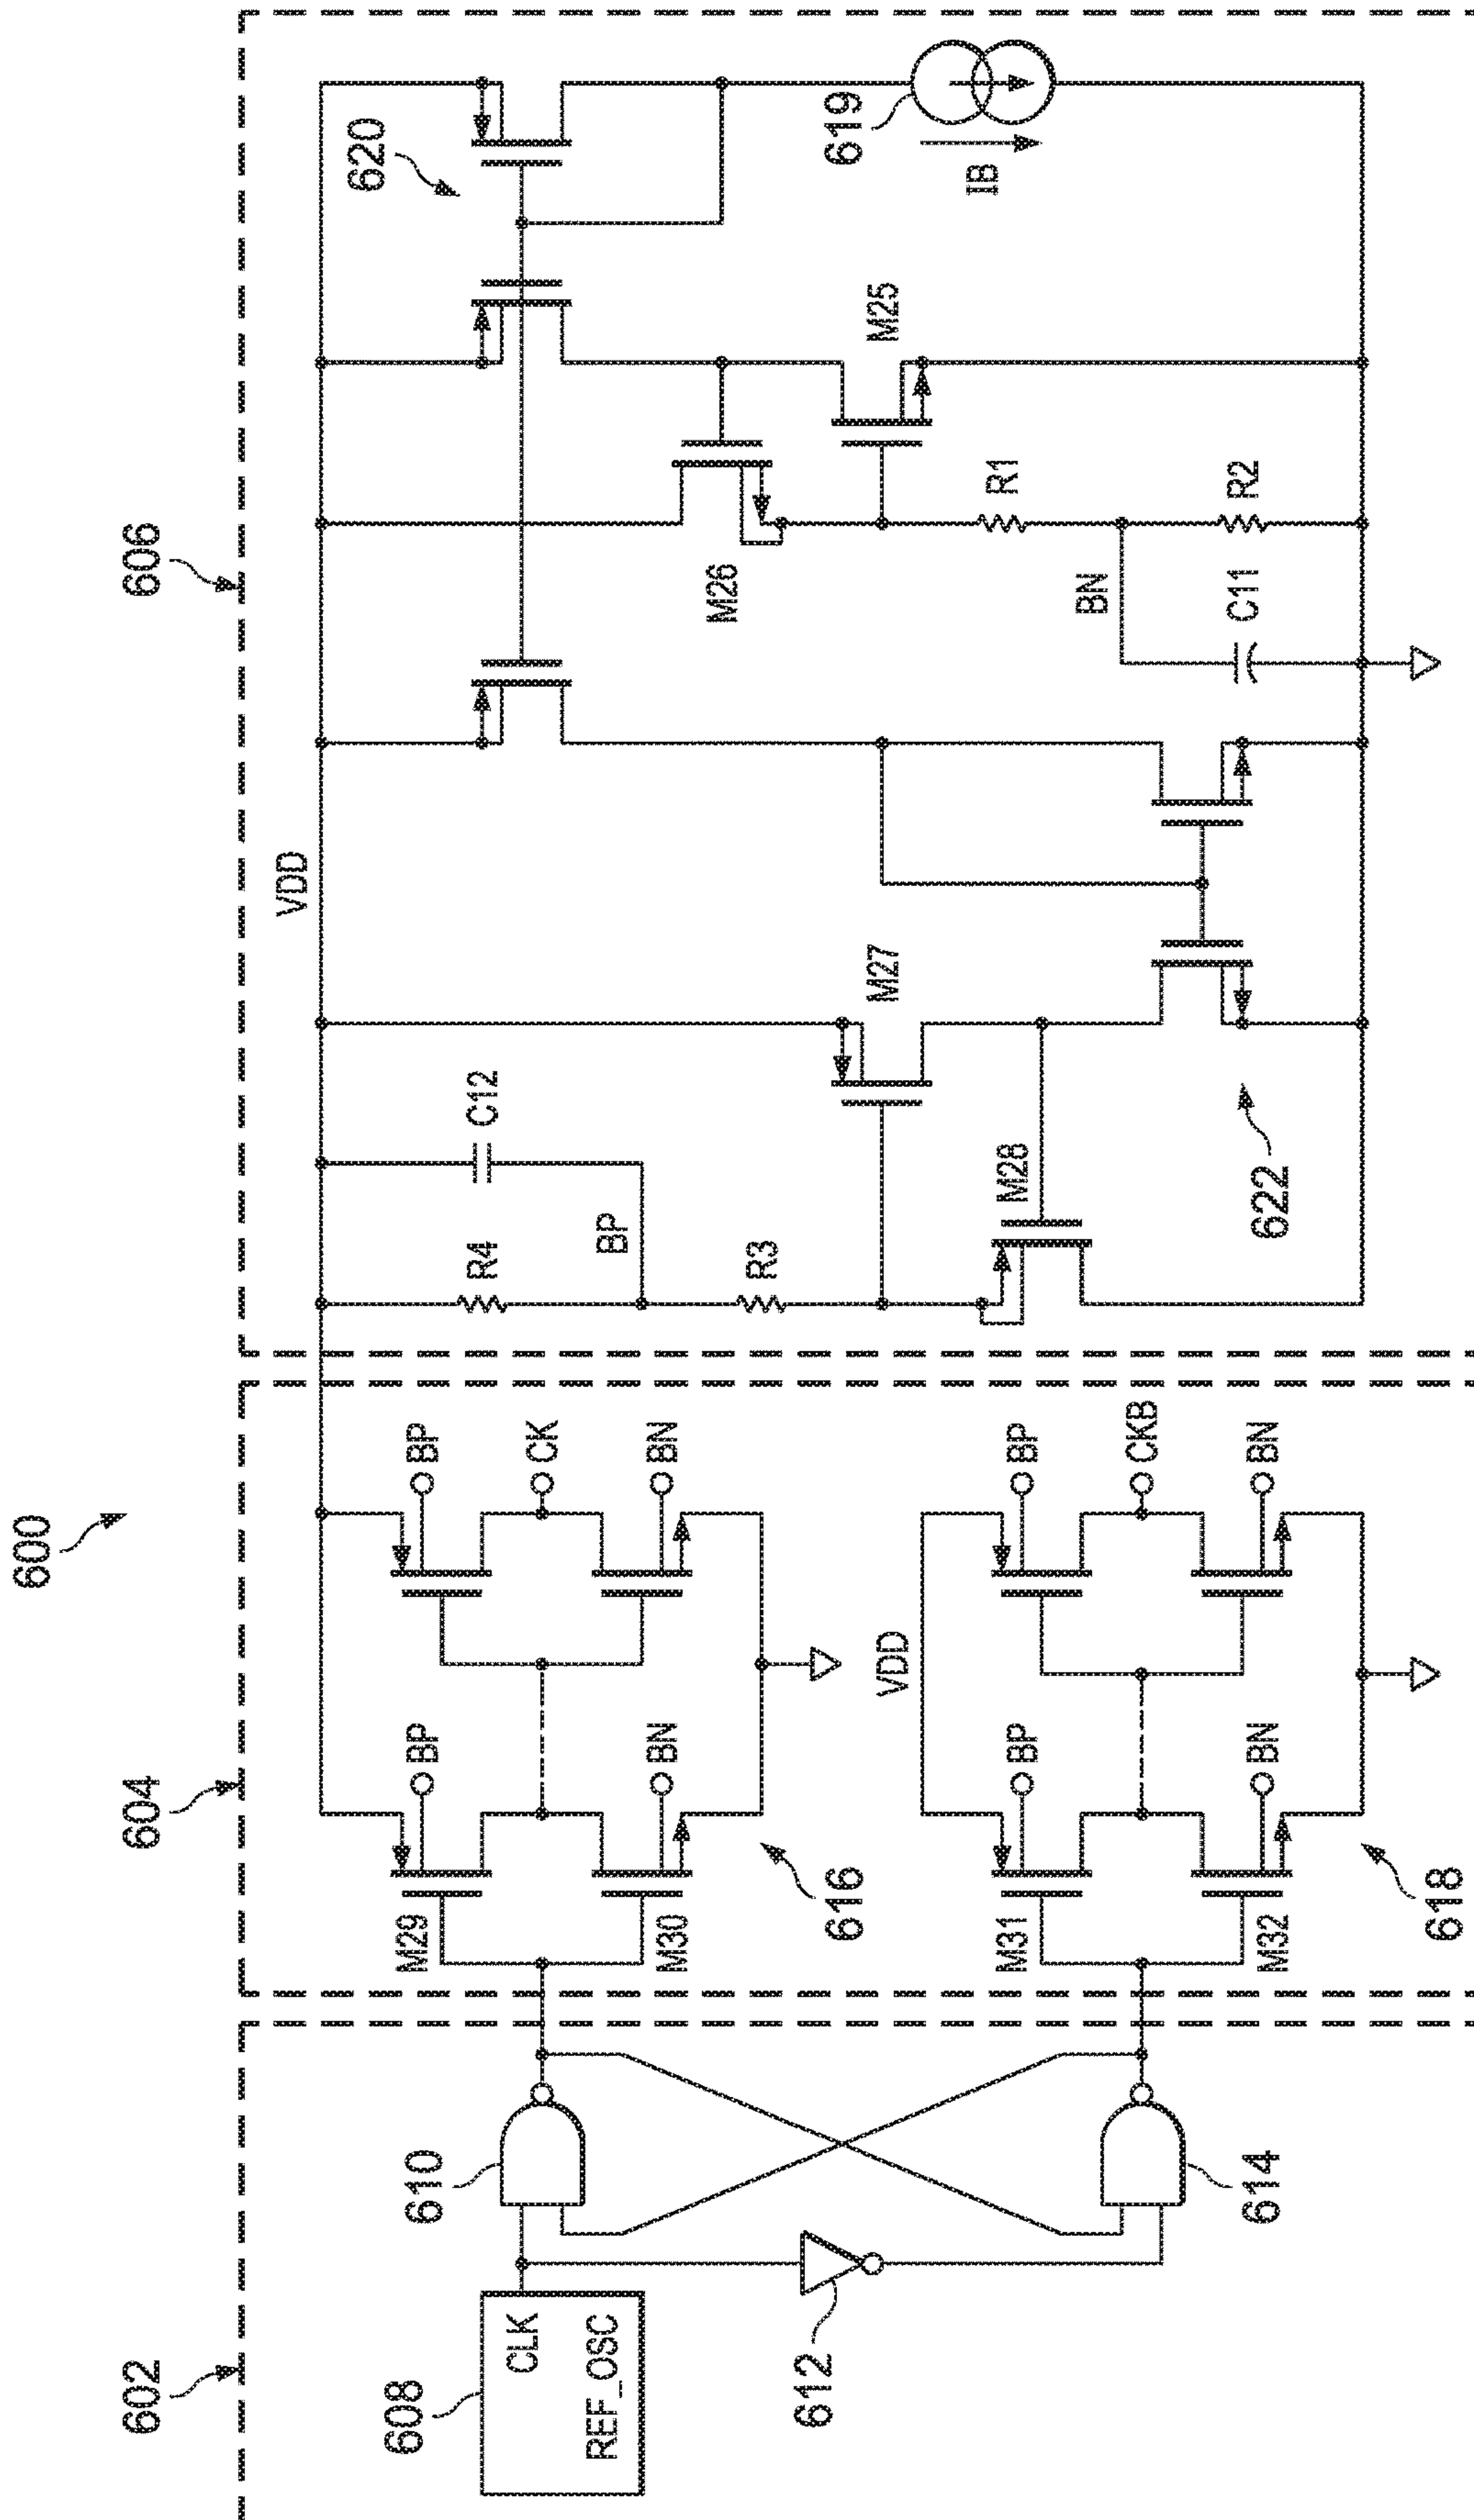 600
602
604
606
608
CLK
REF_OSC
610
612
614
M29
BP
M30
BN
616
BP
CK
BN
M31
BP
M32
BN
618
VDD
BP
CKB
BN
VDD
R4
C12
BP
R3
M28
M27
622
M26
BN
C11
R1
R2
M25
620
619
IB